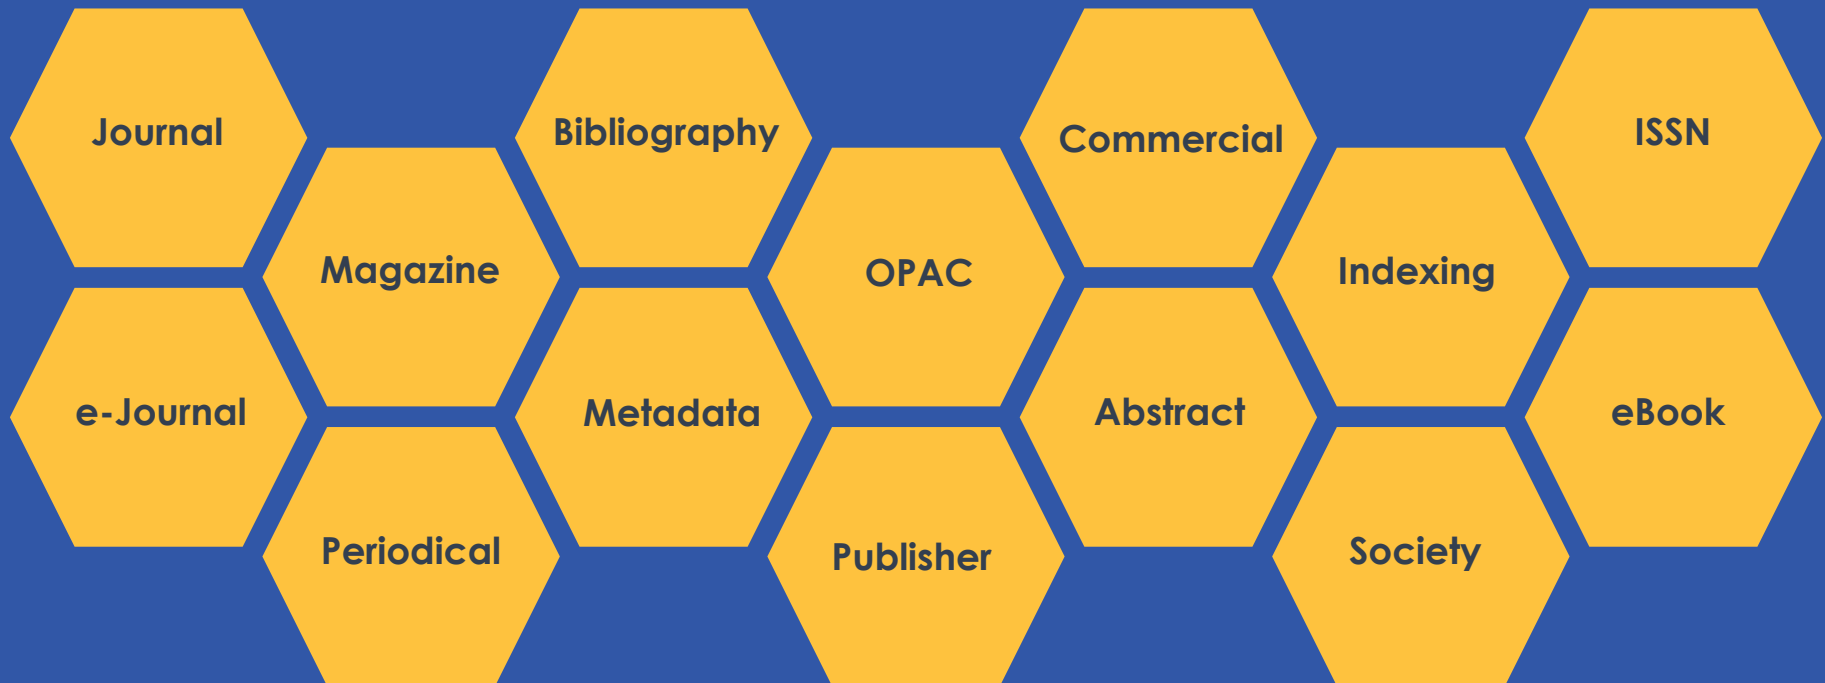 Journal
Bibliography
Commercial
ISSN
Magazine
OPAC
Indexing
e-Journal
Metadata
Abstract
eBook
Periodical
Publisher
Society